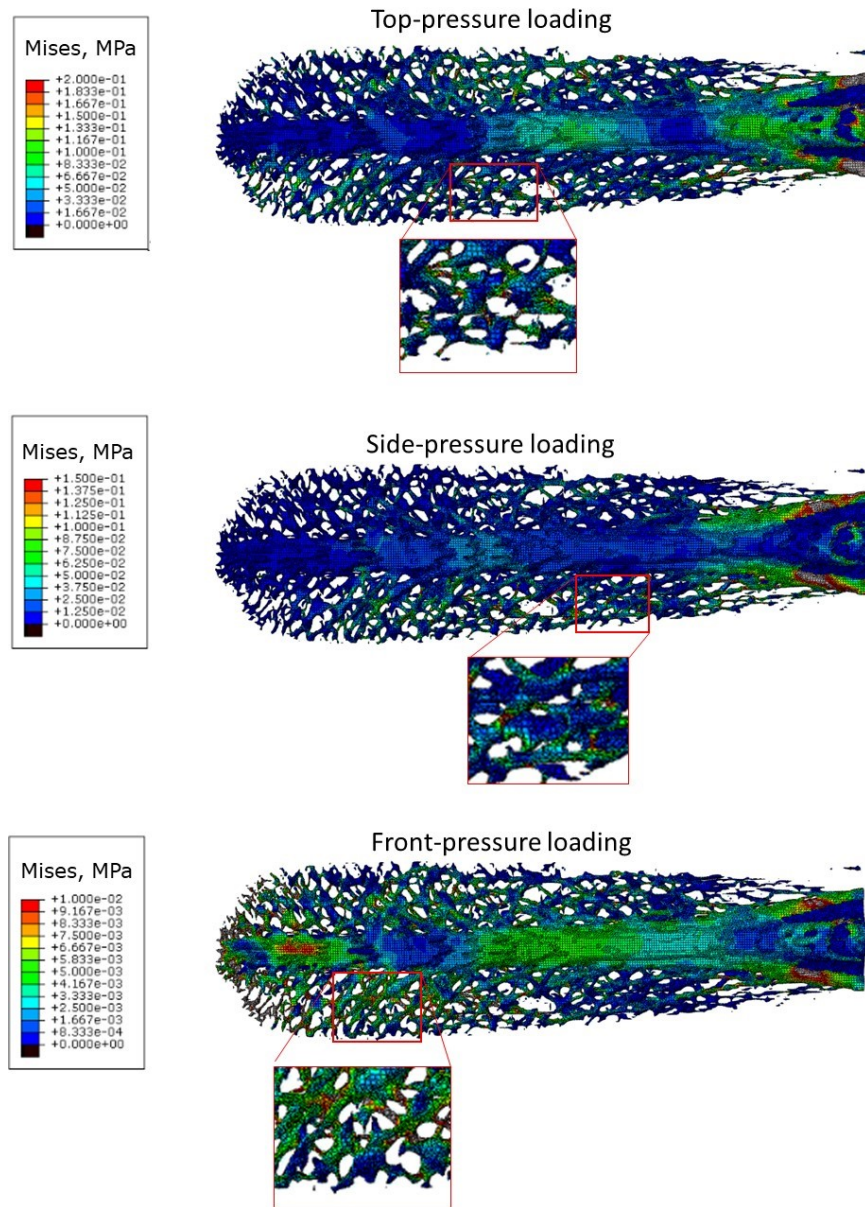 Top-pressure loading
Mises, MPa
+2.000e-01
+1.833e-01
+1.667e-01
+1.500e-01
+1.333e-01
+1.167e-01
+1.000e-01
+8.333e-02
+6.667e-02
+5.000e-02
+3.333e-02
+1.667e-02
+0.000e+00
Side-pressure loading
Mises, MPa
+1.500e-01
+1.375e-01
+1.250e-01
+1.125e-01
+1.000e-01
+8.750e-02
+7.500e-02
+6.250e-02
+5.000e-02
+3.750e-02
+2.500e-02
+1.250e-02
+0.000e+00
Front-pressure loading
Mises, MPa
+1.000e-02
+9.167e-03
+8.333e-03
+7.500e-03
+6.667e-03
+5.833e-03
+5.000e-03
+4.167e-03
+3.333e-03
+2.500e-03
+1.667e-03
+8.333e-04
+0.000e+00